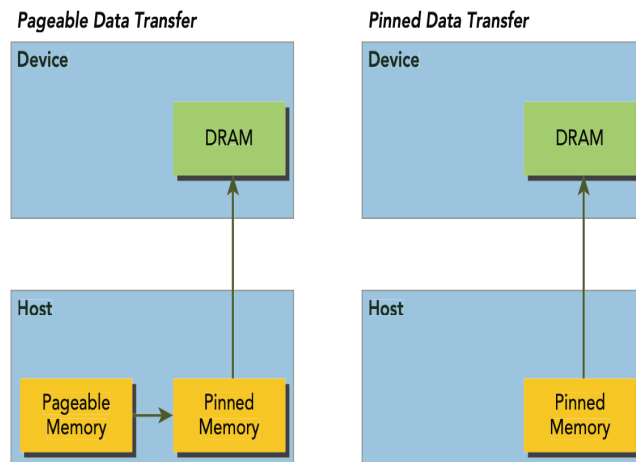 Pageable Data Transfer
Pinned Data Transfer
Device
DRAM
Device
DRAM
Host
Pageable
Memory
Pinned
Memory
Host
Pinned
Memory